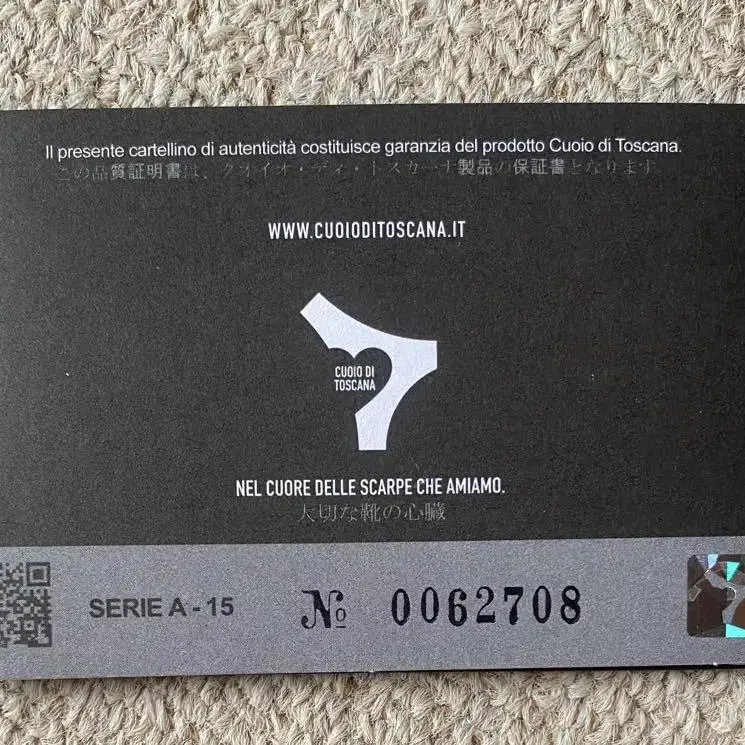 Il presente cartellino di autenticità costituisce garanzia del prodotto Cuoio di Toscana.
この品質証明書は、クオイオ・ディ・トスカーナ製品の保証書となります。
WWW.CUOIODITOSCANA.IT
CUOIO DI
TOSCANA
NEL CUORE DELLE SCARPE CHE AMIAMO.
大切な靴の心臓
SERIE A - 15 № 0062708